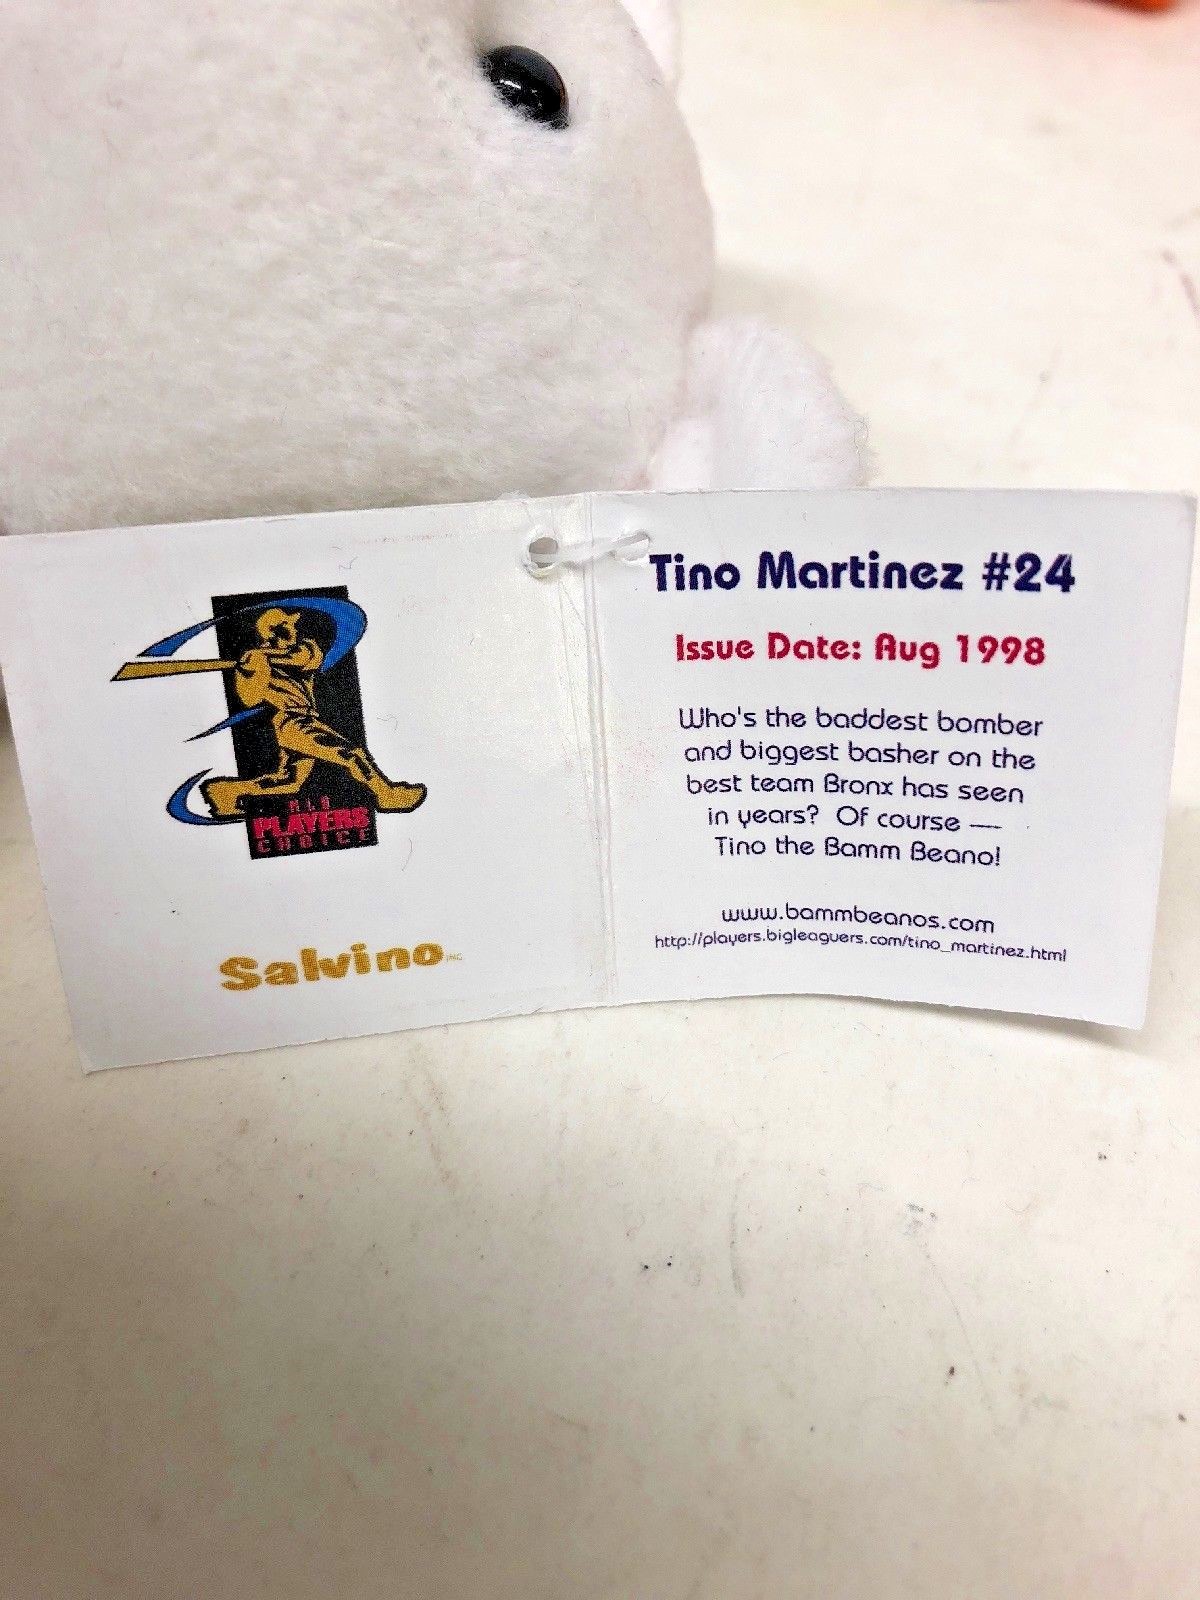 MLB
PLAYERS
CHOICE
Salvino INC
Tino Martinez #24
Issue Date: Aug 1998
Who's the baddest bomber
and biggest basher on the
best team Bronx has seen
in years? Of course —
Tino the Bamm Beano!
www.bammbeanos.com
http://players.bigleaguers.com/tino_martinez.html